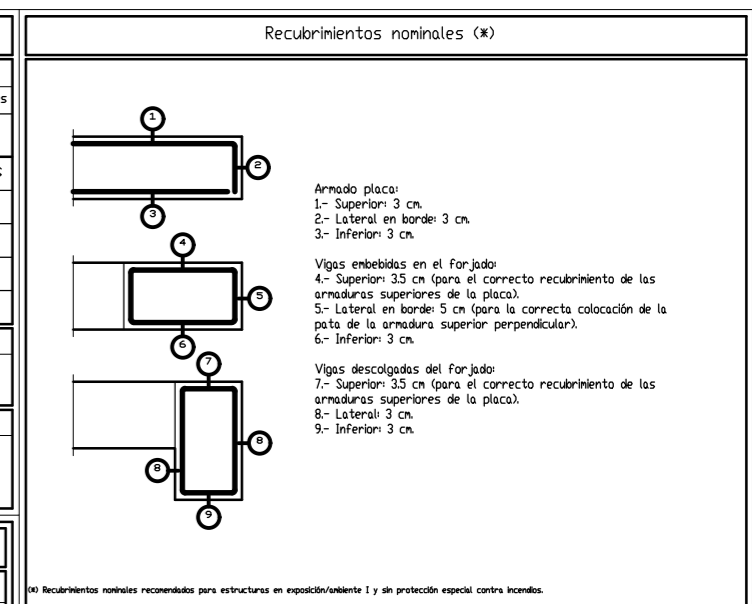 Recubrimientos nominales (*)
s
1
2
3
Armado placa:
1.- Superior: 3 cm.
2.- Lateral en borde: 3 cm.
3.- Inferior: 3 cm.
4
5
6
Vigas embebidas en el forjado:
4.- Superior: 3.5 cm (para el correcto recubrimiento de las
armaduras superiores de la placa).
5.- Lateral en borde: 5 cm (para la correcta colocación de la
pata de la armadura superior perpendicular).
6.- Inferior: 3 cm.
7
8
8
9
Vigas descolgadas del forjado:
7.- Superior: 3.5 cm (para el correcto recubrimiento de las
armaduras superiores de la placa).
8.- Lateral: 3 cm.
9.- Inferior: 3 cm.
(*) Recubrimientos nominales recomendados para estructuras en exposición/ambiente I y sin protección especial contra incendios.